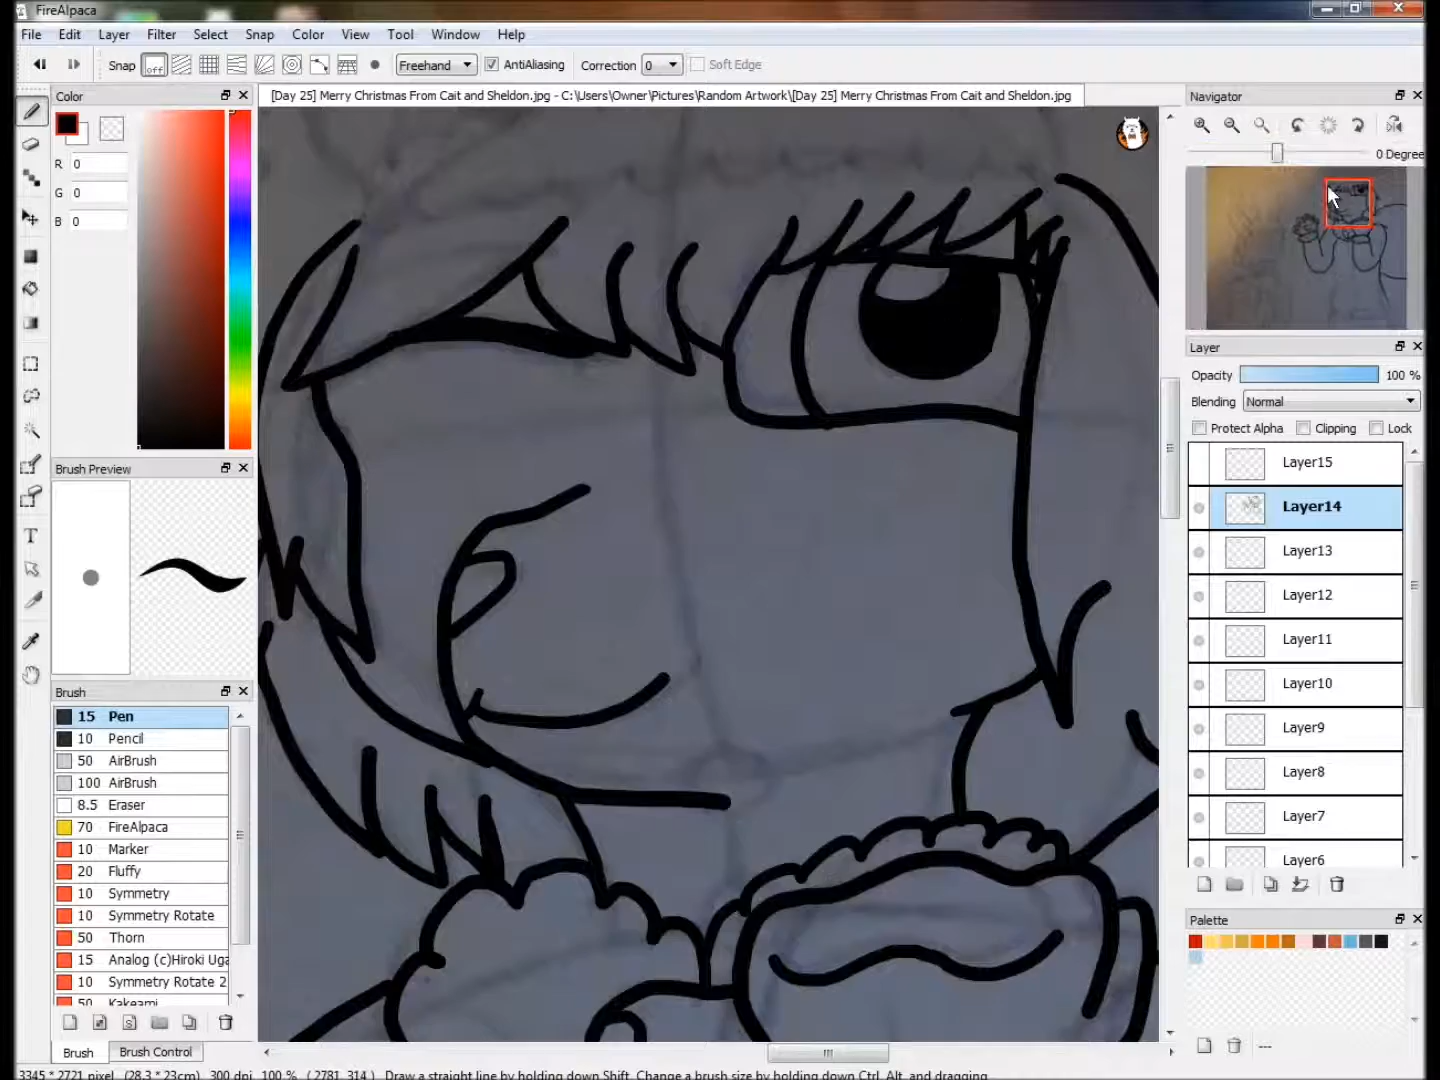 FireAlpaca
File Edit Layer Filter Select Snap Color View Tool Window Help
Snap off Freehand AntiAliasing Correction 0 Soft Edge
Color
R 0
G 0
B 0
[Day 25] Merry Christmas From Cait and Sheldon.jpg - C:\Users\Owner\Pictures\Random Artwork\[Day 25] Merry Christmas From Cait and Sheldon.jpg
Navigator
0 Degree
Layer
Opacity 100 %
Blending Normal
Protect Alpha Clipping Lock
Layer15
Layer14
Layer13
Layer12
Layer11
Layer10
Layer9
Layer8
Layer7
Layer6
Brush Preview
T
Brush
15 Pen
10 Pencil
50 AirBrush
100 AirBrush
8.5 Eraser
70 FireAlpaca
10 Marker
20 Fluffy
10 Symmetry
10 Symmetry Rotate
50 Thorn
15 Analog (c)Hiroki Uga
10 Symmetry Rotate 2
50 Kakeami
Brush Brush Control
Palette
---
3345 * 2721 pixel (28.3 * 23cm) 300 dpi 100 % ( 2781, 314 ) Draw a straight line by holding down Shift, Change a brush size by holding down Ctrl, Alt, and dragging